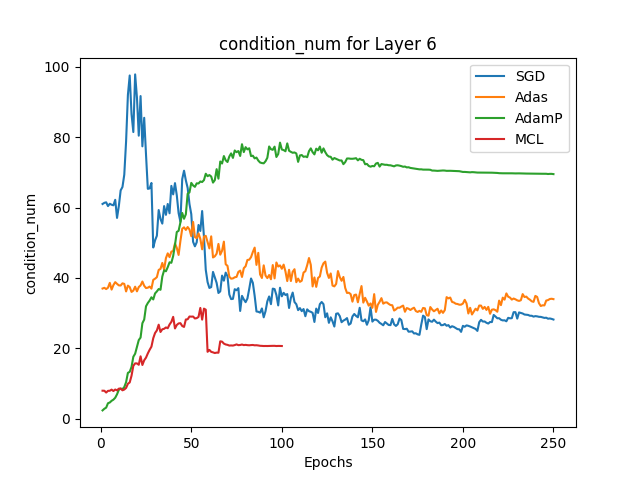 condition_num for Layer 6
SGD
Adas
AdamP
MCL
100
80
60
40
20
0
condition_num
0 50 100 150 200 250
Epochs